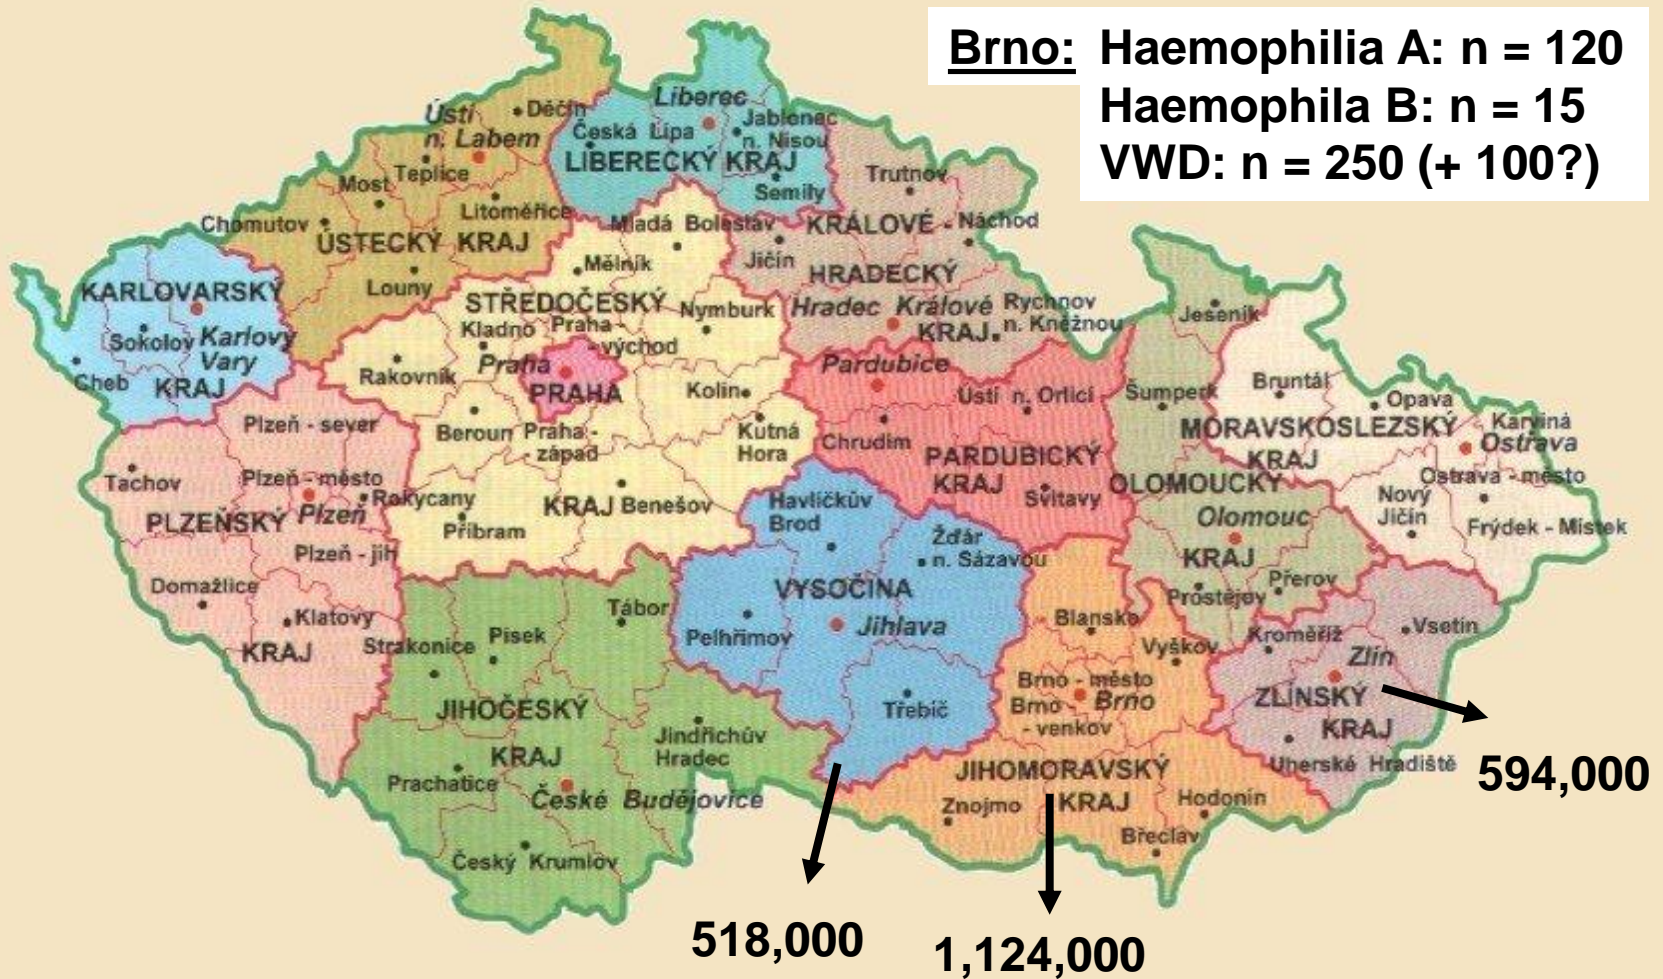 Brno: Haemophilia A: n = 120
Haemophila B: n = 15
VWD: n = 250 (+ 100?)
Ústí
n. Labem
Děčín
Teplice
Most
Chomutov
Litoměřice
ÚSTECKÝ KRAJ
Louny
Liberec
Česká Lípa
Jablonec
n. Nisou
LIBERECKÝ KRAJ
Semily
Trutnov
KRÁLOVÉ - Náchod
Jičín
HRADECKÝ
Hradec Králové
Rychnov
n. Kněžnou
KRAJ
KARLOVARSKÝ
Sokolov
Karlovy
Vary
Cheb
KRAJ
Mladá Boleslav
Mělník
STŘEDOČESKÝ
Nymburk
Kladno
Praha -
- východ
Rakovník
Praha
PRAHA
Kolín
Beroun
Praha -
- západ
Kutná
Hora
KRAJ
Benešov
Příbram
Plzeň - sever
Tachov
Plzeň - město
Rokycany
PLZEŇSKÝ
Plzeň
Plzeň - jih
Domažlice
Klatovy
KRAJ
Pardubice
Ústí n. Orlicí
Chrudim
PARDUBICKÝ
KRAJ
Svitavy
Jeseník
Šumperk
OLOMOUCKÝ
Olomouc
KRAJ
Přerov
Prostějov
Bruntál
Opava
Karviná
MORAVSKOSLEZSKÝ
Ostrava
KRAJ
Ostrava - město
Nový
Jičín
Frýdek - Místek
Havlíčkův
Brod
Žďár
n. Sázavou
VYSOČINA
Pelhřimov
Jihlava
Třebíč
Tábor
Písek
Strakonice
JIHOČESKÝ
KRAJ
Jindřichův
Hradec
Prachatice
České Budějovice
Český Krumlov
Blansko
Vyškov
Brno - město
Brno -
- venkov
Brno
JIHOMORAVSKÝ
KRAJ
Znojmo
Hodonín
Břeclav
Kroměříž
Vsetín
Zlín
ZLÍNSKÝ
KRAJ
Uherské Hradiště
594,000
518,000
1,124,000